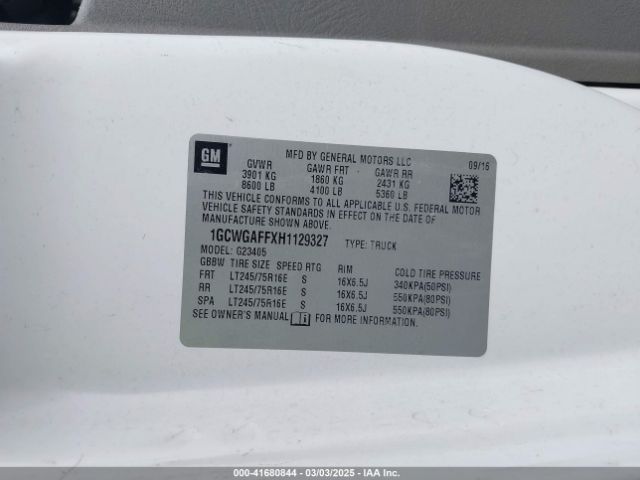 GM
MFD BY GENERAL MOTORS LLC 09/16
GVWR GAWR FRT GAWR RR
3901 KG 1860 KG 2431 KG
8600 LB 4100 LB 5360 LB
THIS VEHICLE CONFORMS TO ALL APPLICABLE U.S. FEDERAL MOTOR
VEHICLE SAFETY STANDARDS IN EFFECT ON THE DATE OF
MANUFACTURE SHOWN ABOVE.
1GCWGAFFXH1129327 TYPE: TRUCK
MODEL: G23405
GBBW TIRE SIZE SPEED RTG RIM COLD TIRE PRESSURE
FRT LT245/75R16E S 16X6.5J 340KPA(50PSI)
RR LT245/75R16E S 16X6.5J 550KPA(80PSI)
SPA LT245/75R16E S 16X6.5J 550KPA(80PSI)
SEE OWNER'S MANUAL FOR MORE INFORMATION.
000-41680844 - 03/03/2025 - IAA Inc.